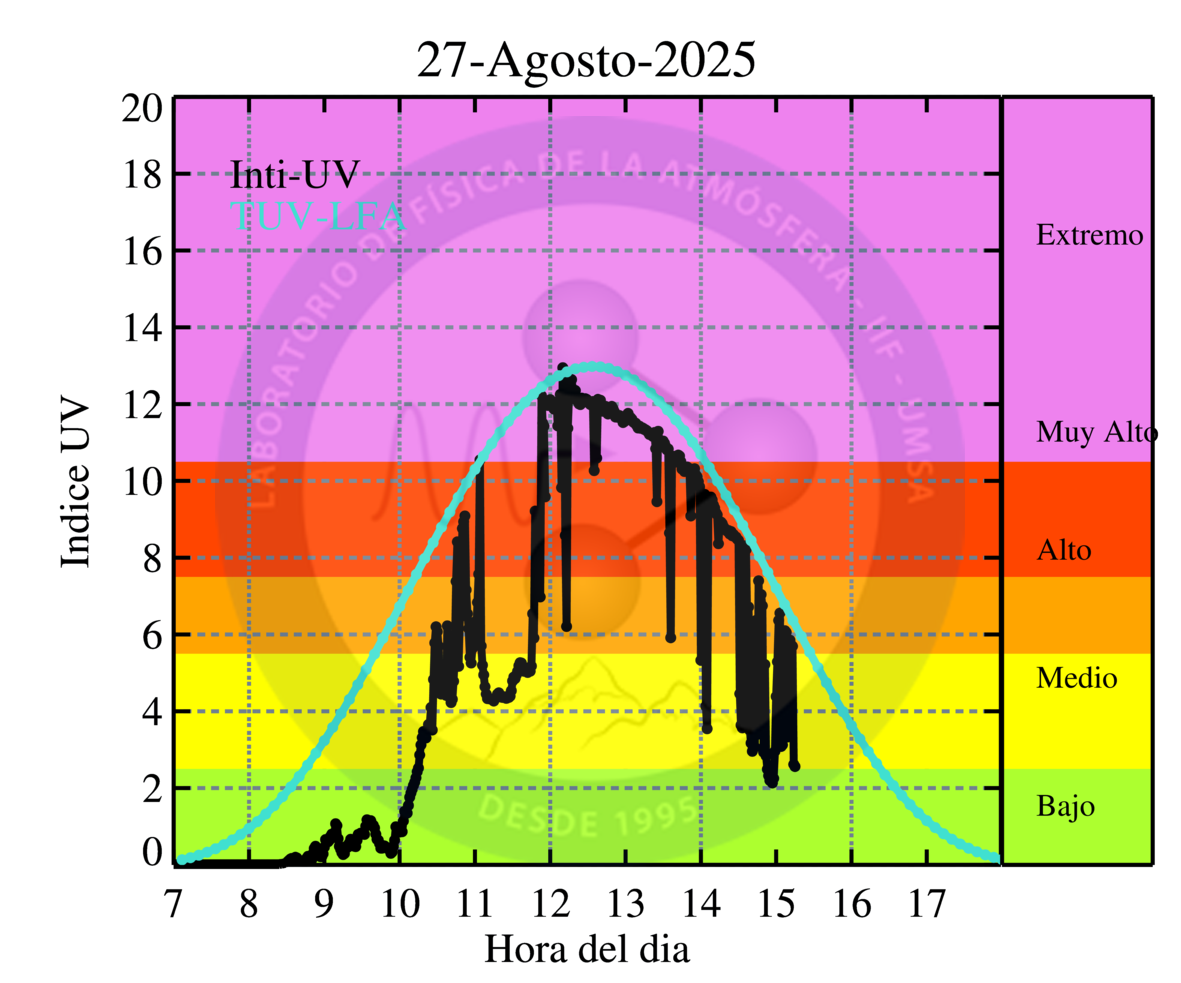 27-Agosto-2025
Indice UV
20
18
16
14
12
10
8
6
4
2
0
Inti-UV
TUV-LFA
LABORATORIO DE FÍSICA DE LA ATMÓSFERA - IIF - UMSA
DESDE 1995
Extremo
Muy Alto
Alto
Medio
Bajo
7 8 9 10 11 12 13 14 15 16 17
Hora del dia